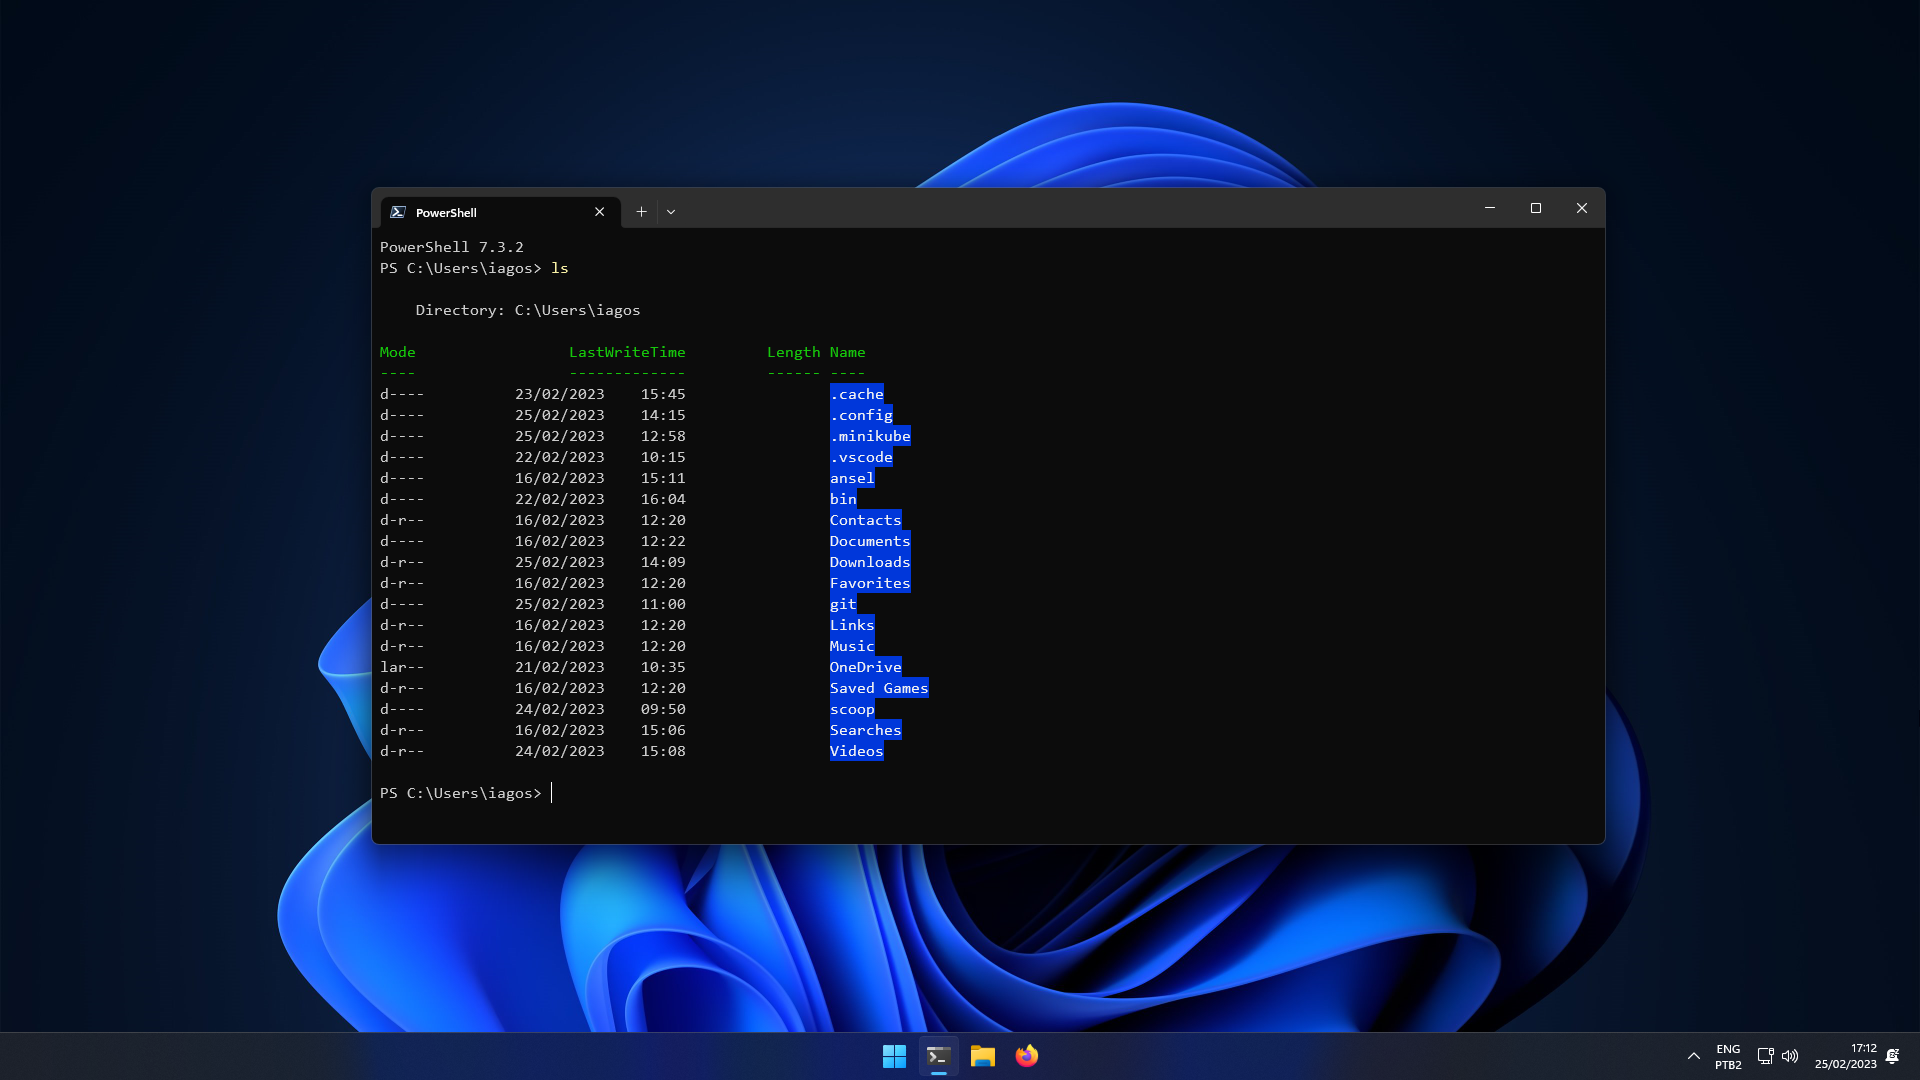 PowerShell
PowerShell 7.3.2
PS C:\Users\iagos> ls
Directory: C:\Users\iagos
Mode                 LastWriteTime         Length Name
----                 -------------         ------ ----
d----          23/02/2023    15:45                .cache
d----          25/02/2023    14:15                .config
d----          25/02/2023    12:58                .minikube
d----          22/02/2023    10:15                .vscode
d----          16/02/2023    15:11                ansel
d----          22/02/2023    16:04                bin
d-r--          16/02/2023    12:20                Contacts
d----          16/02/2023    12:22                Documents
d-r--          25/02/2023    14:09                Downloads
d-r--          16/02/2023    12:20                Favorites
d----          25/02/2023    11:00                git
d-r--          16/02/2023    12:20                Links
d-r--          16/02/2023    12:20                Music
lar--          21/02/2023    10:35                OneDrive
d-r--          16/02/2023    12:20                Saved Games
d----          24/02/2023    09:50                scoop
d-r--          16/02/2023    15:06                Searches
d-r--          24/02/2023    15:08                Videos
PS C:\Users\iagos>
ENG
PTB2
17:12
25/02/2023